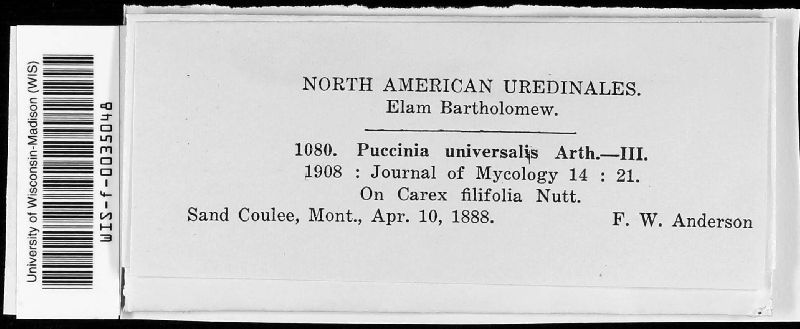 University of Wisconsin-Madison (WIS)
WIS-f-0035048
NORTH AMERICAN UREDINALES.
Elam Bartholomew.
1080. Puccinia universalis Arth.—III.
1908 : Journal of Mycology 14 : 21.
On Carex filifolia Nutt.
Sand Coulee, Mont., Apr. 10, 1888. F. W. Anderson